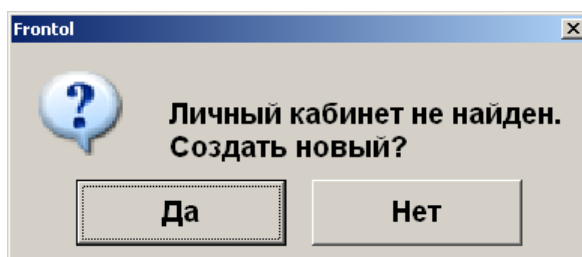 Frontol
Личный кабинет не найден.
Создать новый?
Да
Нет